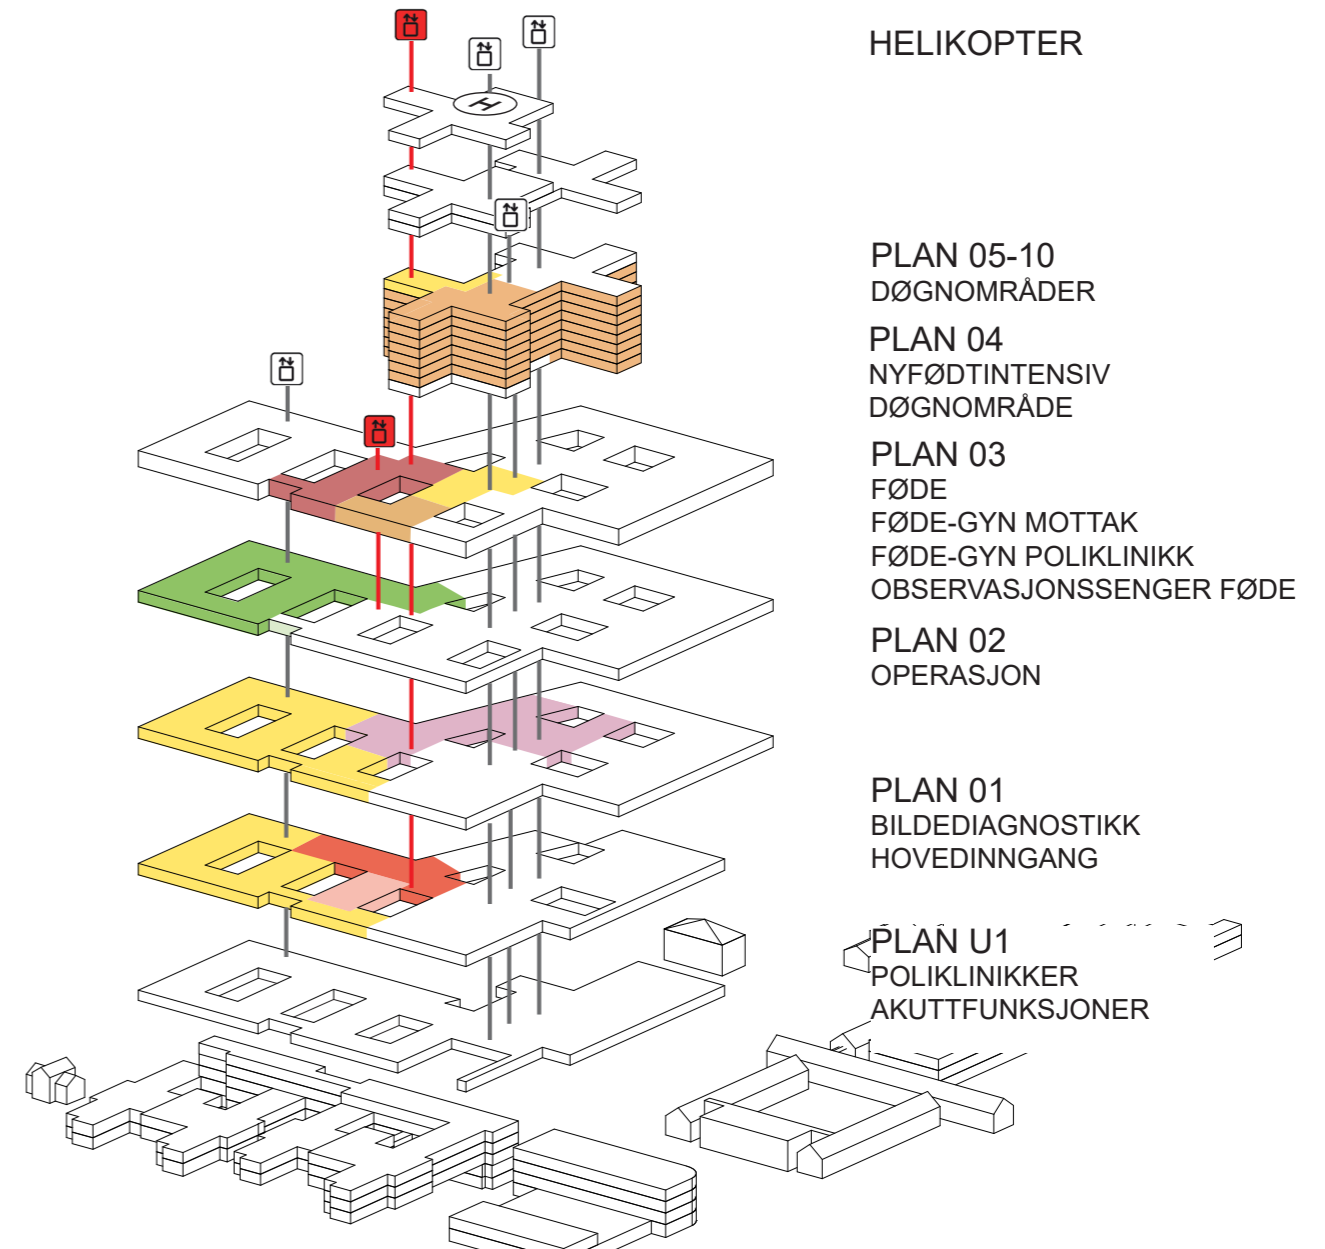 HELIKOPTER
H
PLAN 05-10
DØGNOMRÅDER
PLAN 04
NYFØDTINTENSIV
DØGNOMRÅDE
PLAN 03
FØDE
FØDE-GYN MOTTAK
FØDE-GYN POLIKLINIKK
OBSERVASJONSSENGER FØDE
PLAN 02
OPERASJON
PLAN 01
BILDEDIAGNOSTIKK
HOVEDINNGANG
PLAN U1
POLIKLINIKKER
AKUTTFUNKSJONER